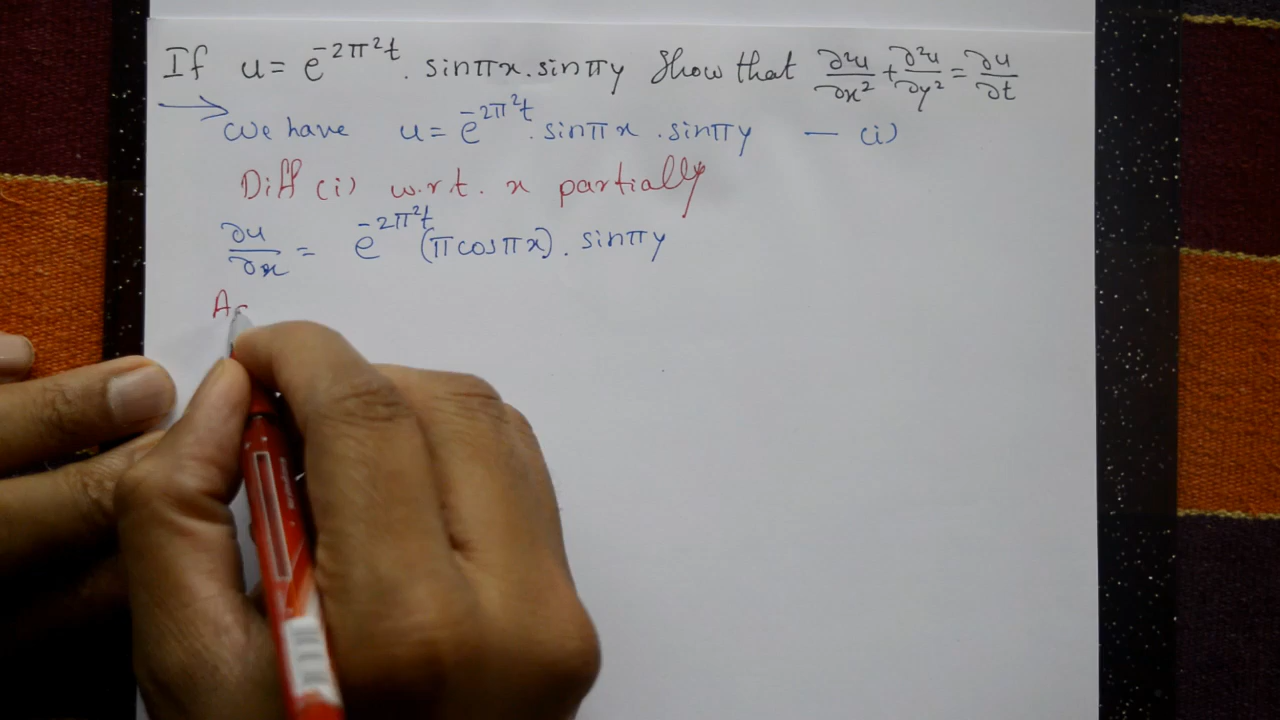 If u = e^{-2π²t} . sinπx . sinπy Show that ∂²u/∂x² + ∂²u/∂y² = ∂u/∂t
We have u = e^{-2π²t} . sinπx . sinπy — (i)
Diff (i) w.r.t. x partially
∂u/∂x = e^{-2π²t} (π cosπx) . sinπy